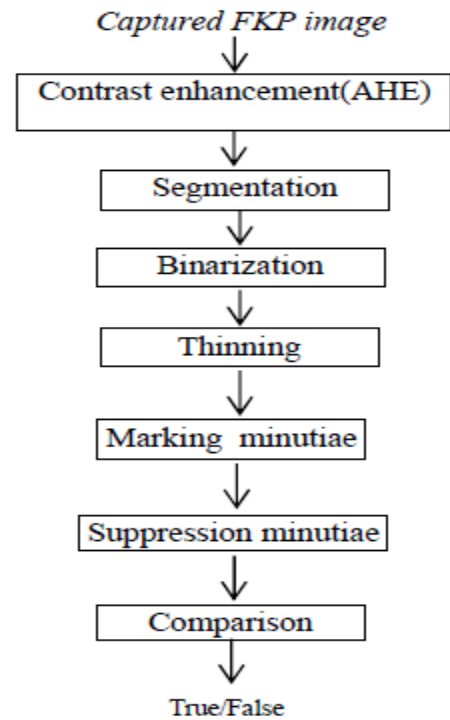 Captured FKP image
Contrast enhancement(AHE)
Segmentation
Binarization
Thinning
Marking minutiae
Suppression minutiae
Comparison
True/False